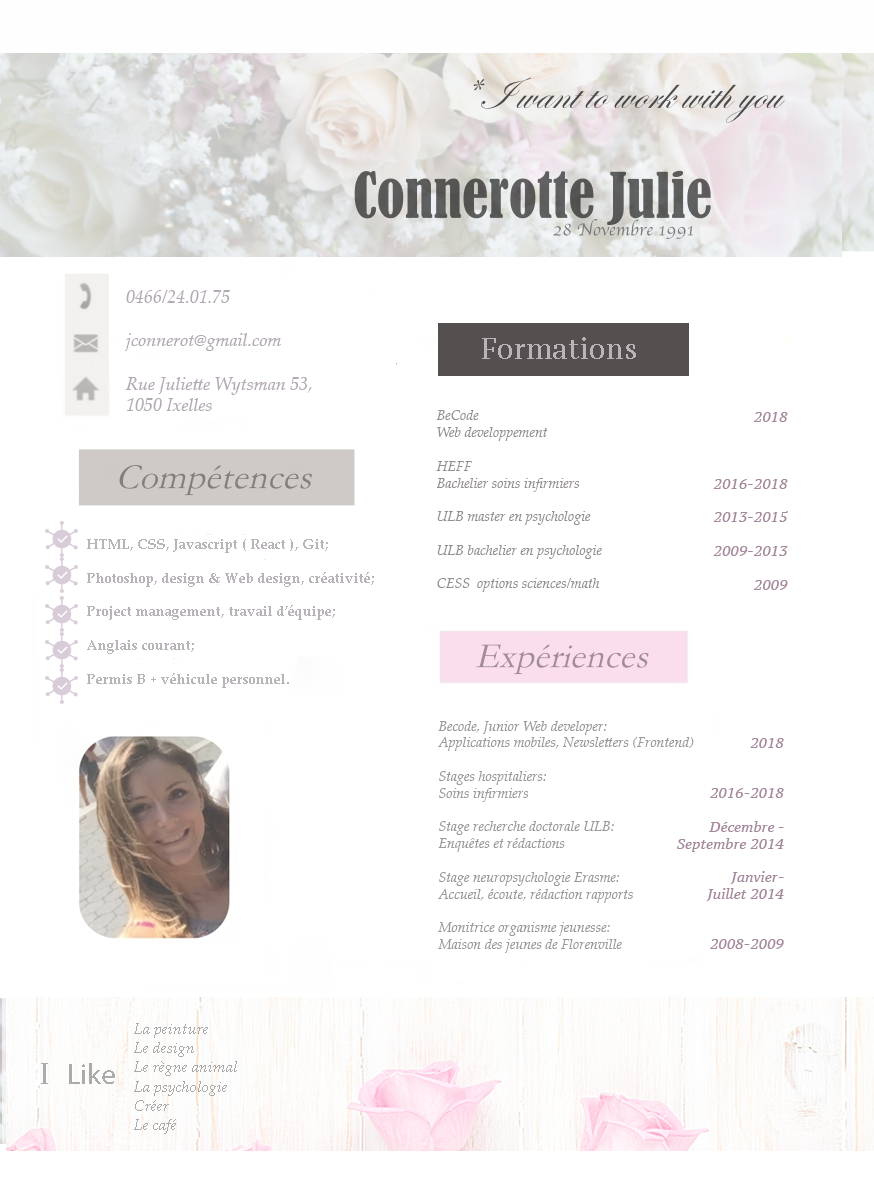 *I want to work with you
Connerotte Julie
28 Novembre 1991
0466/24.01.75
jconnerot@gmail.com
Rue Juliette Wytsman 53,
1050 Ixelles
Compétences
HTML, CSS, Javascript ( React ), Git;
Photoshop, design & Web design, créativité;
Project management, travail d'équipe;
Anglais courant;
Permis B + véhicule personnel.
Formations
BeCode 2018
Web developpement
HEFF
Bachelier soins infirmiers 2016-2018
ULB master en psychologie 2013-2015
ULB bachelier en psychologie 2009-2013
CESS options sciences/math 2009
Expériences
Becode, Junior Web developer:
Applications mobiles, Newsletters (Frontend) 2018
Stages hospitaliers:
Soins infirmiers 2016-2018
Stage recherche doctorale ULB: Décembre -
Enquêtes et rédactions Septembre 2014
Stage neuropsychologie Erasme: Janvier-
Accueil, écoute, rédaction rapports Juillet 2014
Monitrice organisme jeunesse:
Maison des jeunes de Florenville 2008-2009
I Like
La peinture
Le design
Le règne animal
La psychologie
Créer
Le café